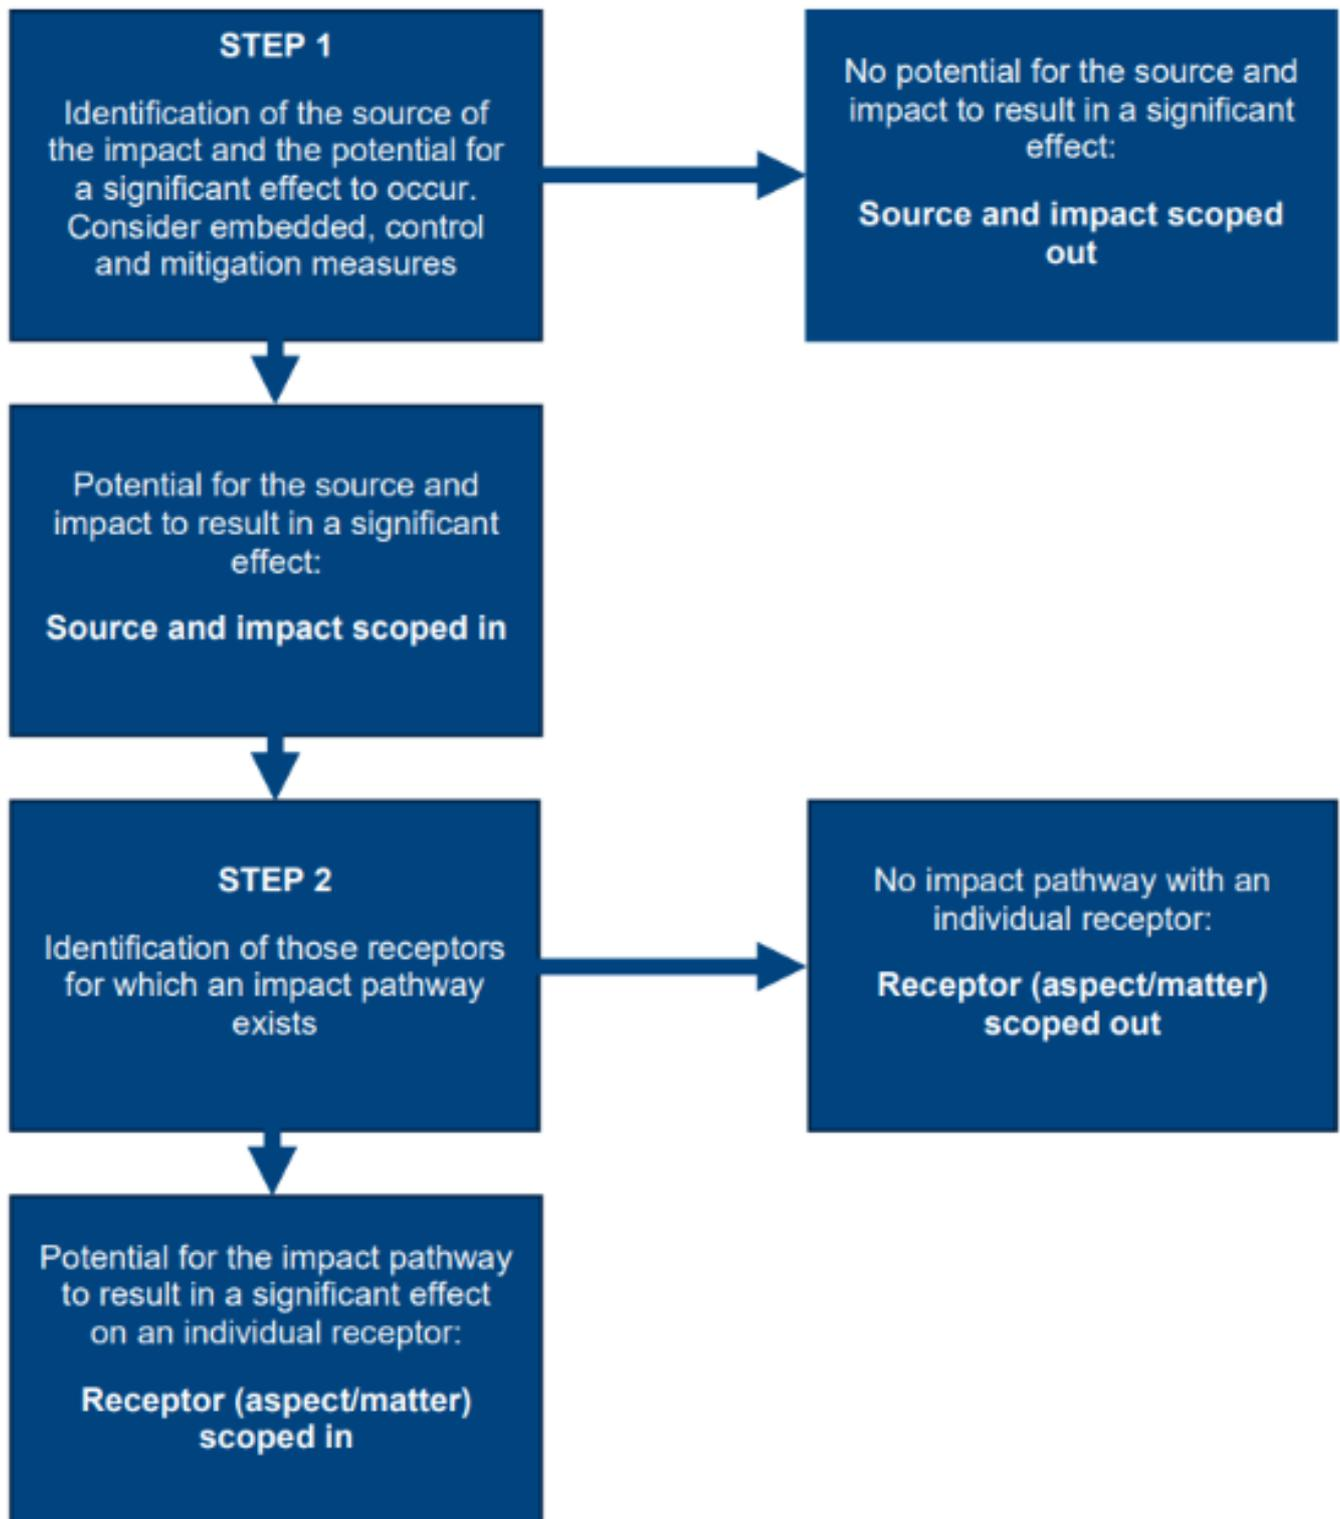 STEP 1
Identification of the source of
the impact and the potential for
a significant effect to occur.
Consider embedded, control
and mitigation measures
No potential for the source and
impact to result in a significant
effect:
Source and impact scoped
out
Potential for the source and
impact to result in a significant
effect:
Source and impact scoped in
STEP 2
Identification of those receptors
for which an impact pathway
exists
No impact pathway with an
individual receptor:
Receptor (aspect/matter)
scoped out
Potential for the impact pathway
to result in a significant effect
on an individual receptor:
Receptor (aspect/matter)
scoped in